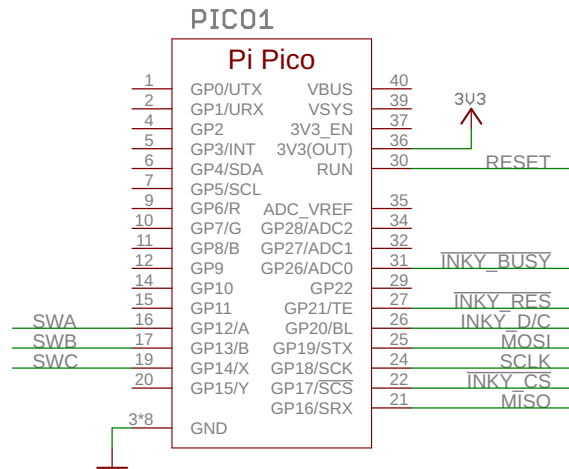 PICO1
Pi Pico
1 GP0/UTX VBUS 40
2 GP1/URX VSYS 39
4 GP2 3V3_EN 37
5 GP3/INT 3V3(OUT) 36 3V3
6 GP4/SDA RUN 30 RESET
7 GP5/SCL
9 GP6/R ADC_VREF 35
10 GP7/G GP28/ADC2 34
11 GP8/B GP27/ADC1 32
12 GP9 GP26/ADC0 31 INKY_BUSY
14 GP10 GP22 29
15 GP11 GP21/TE 27 INKY_RES
SWA 16 GP12/A GP20/BL 26 INKY_D/C
SWB 17 GP13/B GP19/STX 25 MOSI
SWC 19 GP14/X GP18/SCK 24 SCLK
20 GP15/Y GP17/SCS 22 INKY_CS
GP16/SRX 21 MISO
3*8 GND